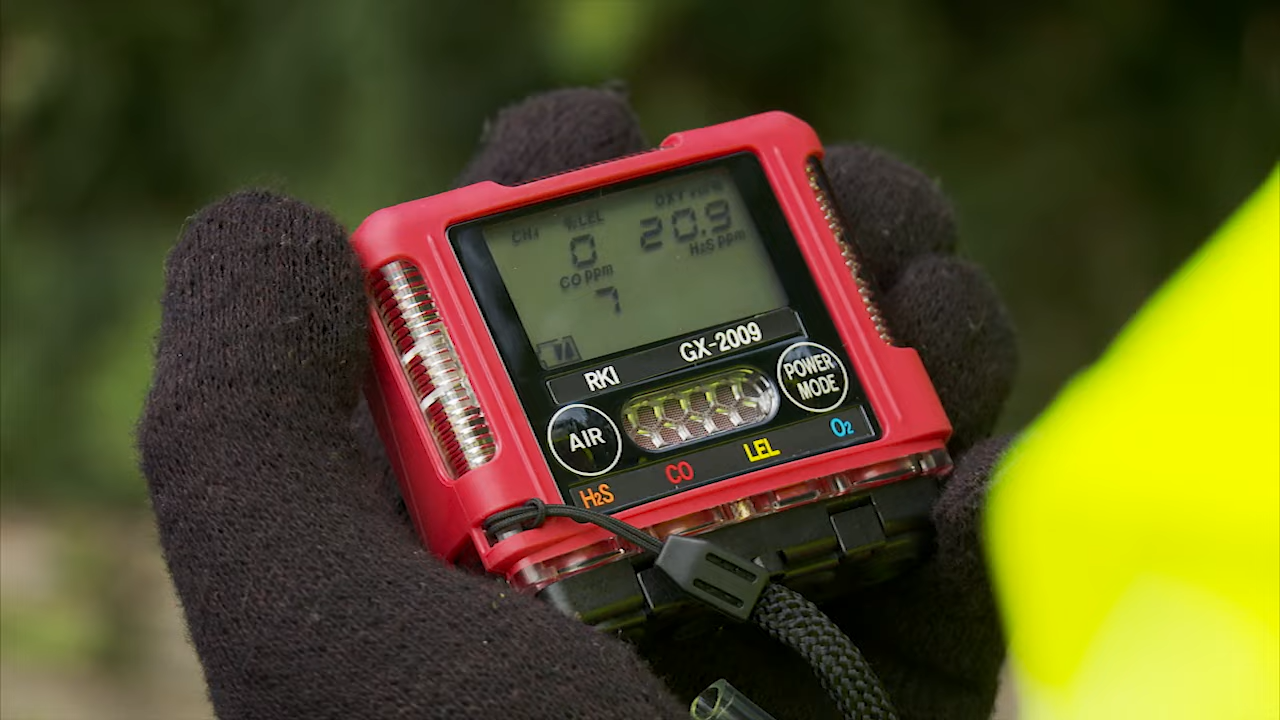 OXY vol%
CH₄ %LEL
0 20.9
CO ppm H₂S ppm
7
RKI GX-2009
POWER
MODE
AIR
H₂S CO LEL O₂